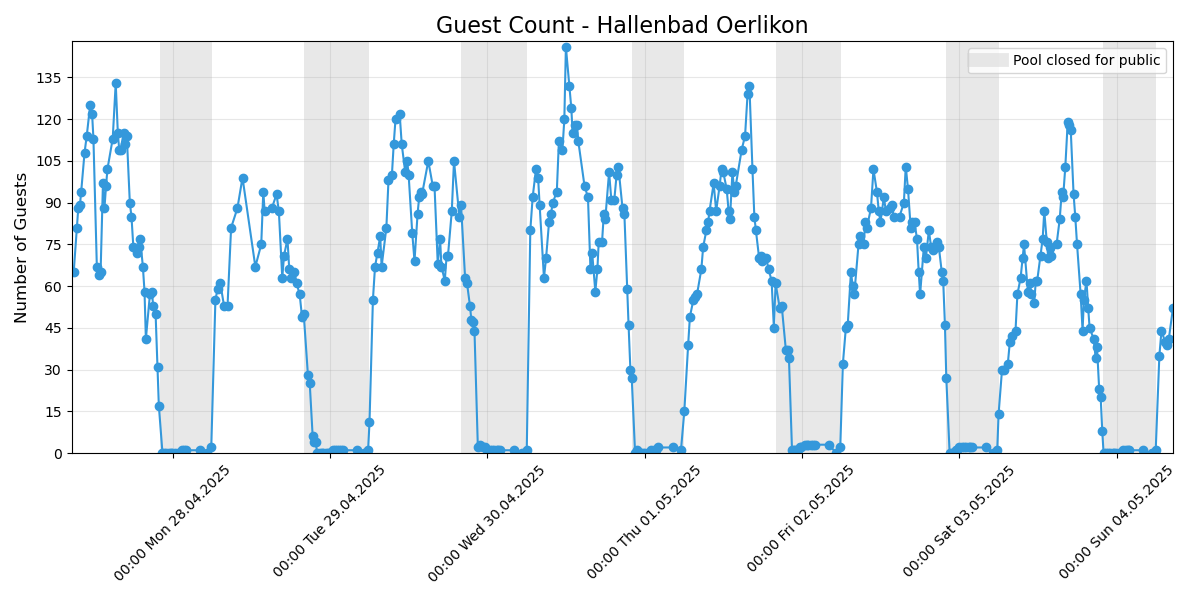 Guest Count - Hallenbad Oerlikon
Pool closed for public
Number of Guests
135
120
105
90
75
60
45
30
15
0
00:00 Mon 28.04.2025
00:00 Tue 29.04.2025
00:00 Wed 30.04.2025
00:00 Thu 01.05.2025
00:00 Fri 02.05.2025
00:00 Sat 03.05.2025
00:00 Sun 04.05.2025